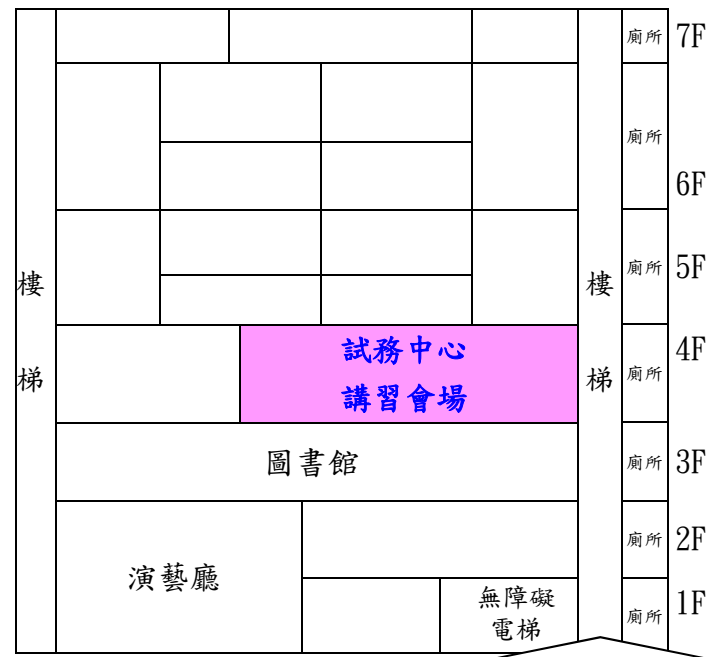 廁所 7F
廁所
6F
廁所 5F
樓梯
樓梯
試務中心
講習會場
廁所 4F
圖書館
廁所 3F
廁所 2F
演藝廳
無障礙
電梯
廁所 1F